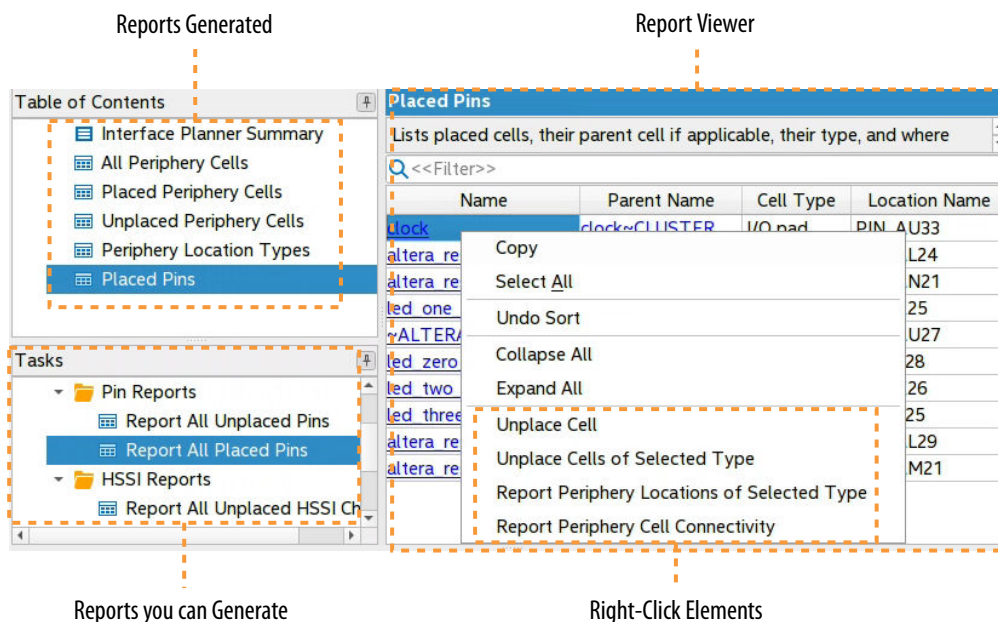 Reports Generated
Report Viewer
Table of Contents
Interface Planner Summary
All Periphery Cells
Placed Periphery Cells
Unplaced Periphery Cells
Periphery Location Types
Placed Pins
Tasks
Pin Reports
Report All Unplaced Pins
Report All Placed Pins
HSSI Reports
Report All Unplaced HSSI Ch
Placed Pins
Lists placed cells, their parent cell if applicable, their type, and where
<<Filter>>
Name Parent Name Cell Type Location Name
clock clock~CLUSTER I/O pad PIN_AU33
altera_re L24
altera_re N21
led_one 25
~ALTERA U27
led_zero 28
led_two 26
led_three 25
altera_re L29
altera_re M21
Copy
Select All
Undo Sort
Collapse All
Expand All
Unplace Cell
Unplace Cells of Selected Type
Report Periphery Locations of Selected Type
Report Periphery Cell Connectivity
Reports you can Generate
Right-Click Elements